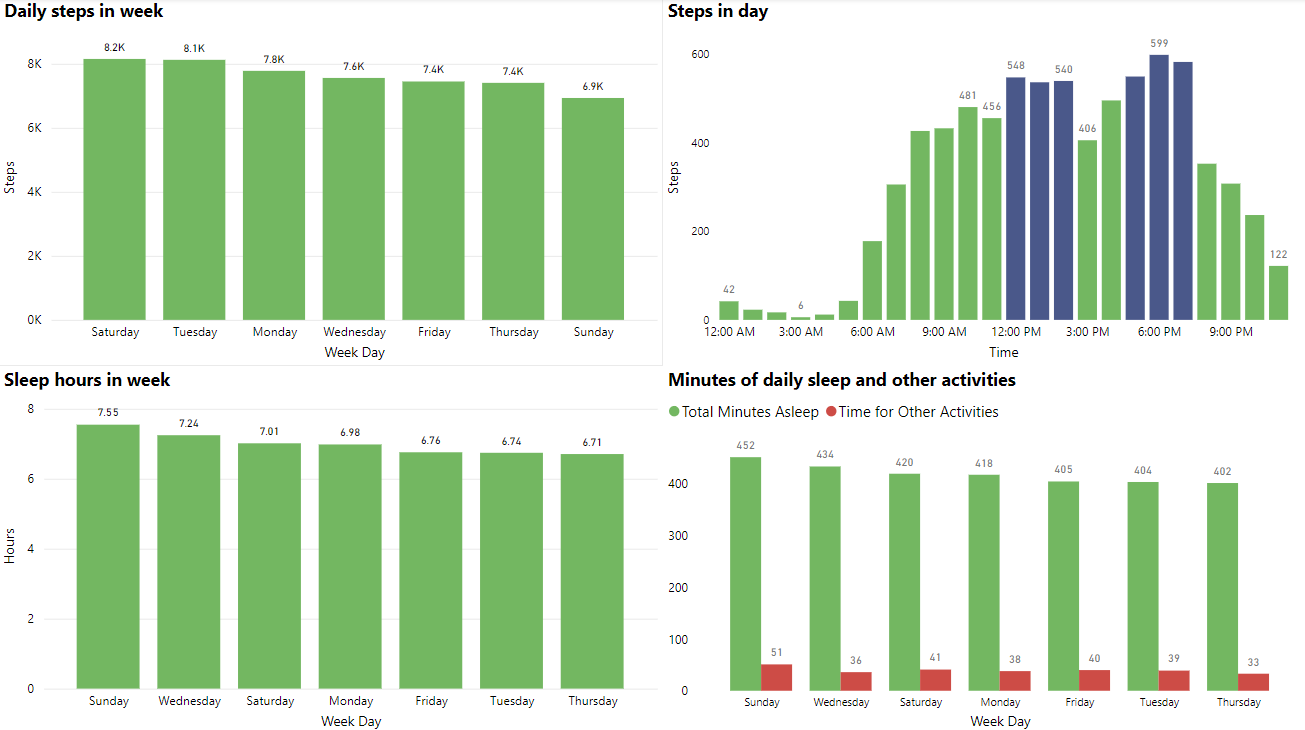 Daily steps in week
8.2K 8.1K 7.8K 7.6K 7.4K 7.4K 6.9K
8K
6K
4K
2K
0K
Steps
Saturday Tuesday Monday Wednesday Friday Thursday Sunday
Week Day
Steps in day
600
400
200
0
Steps
42 6 481 456 548 540 406 599 122
12:00 AM 3:00 AM 6:00 AM 9:00 AM 12:00 PM 3:00 PM 6:00 PM 9:00 PM
Time
Sleep hours in week
8
6
4
2
0
Hours
7.55 7.24 7.01 6.98 6.76 6.74 6.71
Sunday Wednesday Saturday Monday Friday Tuesday Thursday
Week Day
Minutes of daily sleep and other activities
Total Minutes Asleep Time for Other Activities
400
300
200
100
0
452 434 420 418 405 404 402
51 36 41 38 40 39 33
Sunday Wednesday Saturday Monday Friday Tuesday Thursday
Week Day